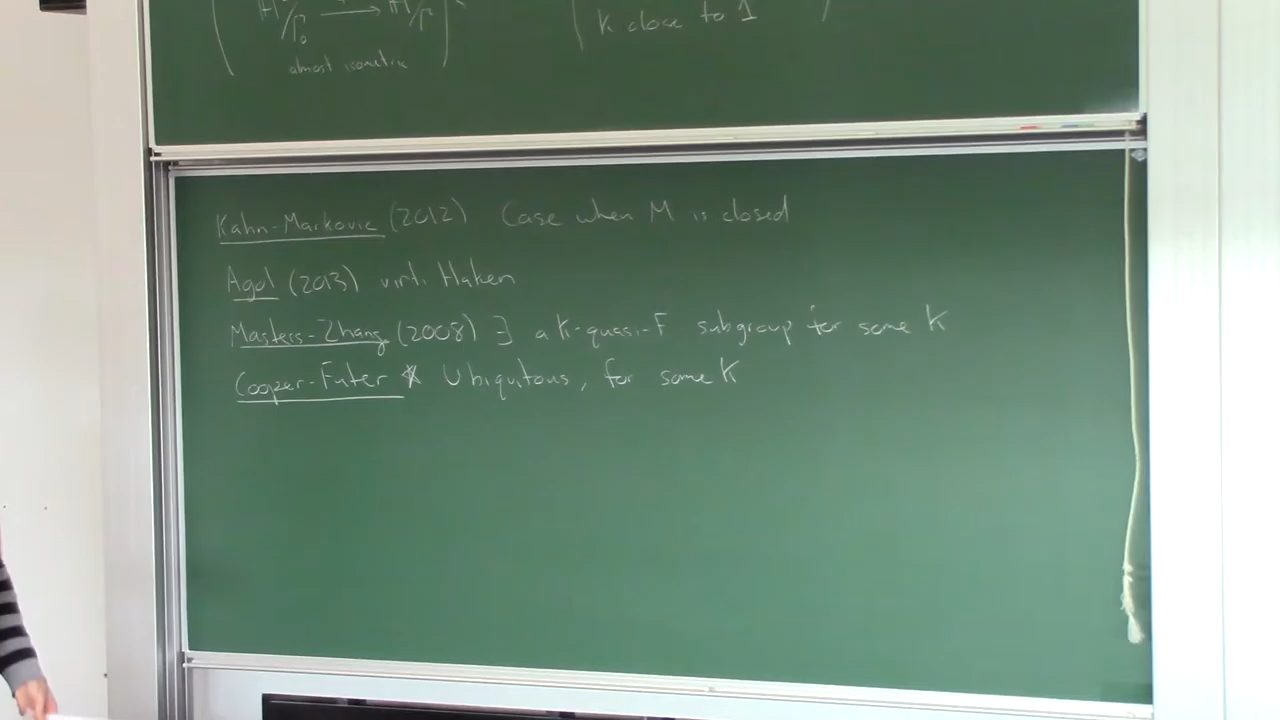 H/Γ₀ → H/Γ
almost isometric
K close to 1
Kahn-Markovic (2012) Case when M is closed
Agol (2013) virt. Haken
Masters-Zhang (2008) ∃ a K-quasi-F subgroup for some K
Cooper-Futer * Ubiquitous, for some K